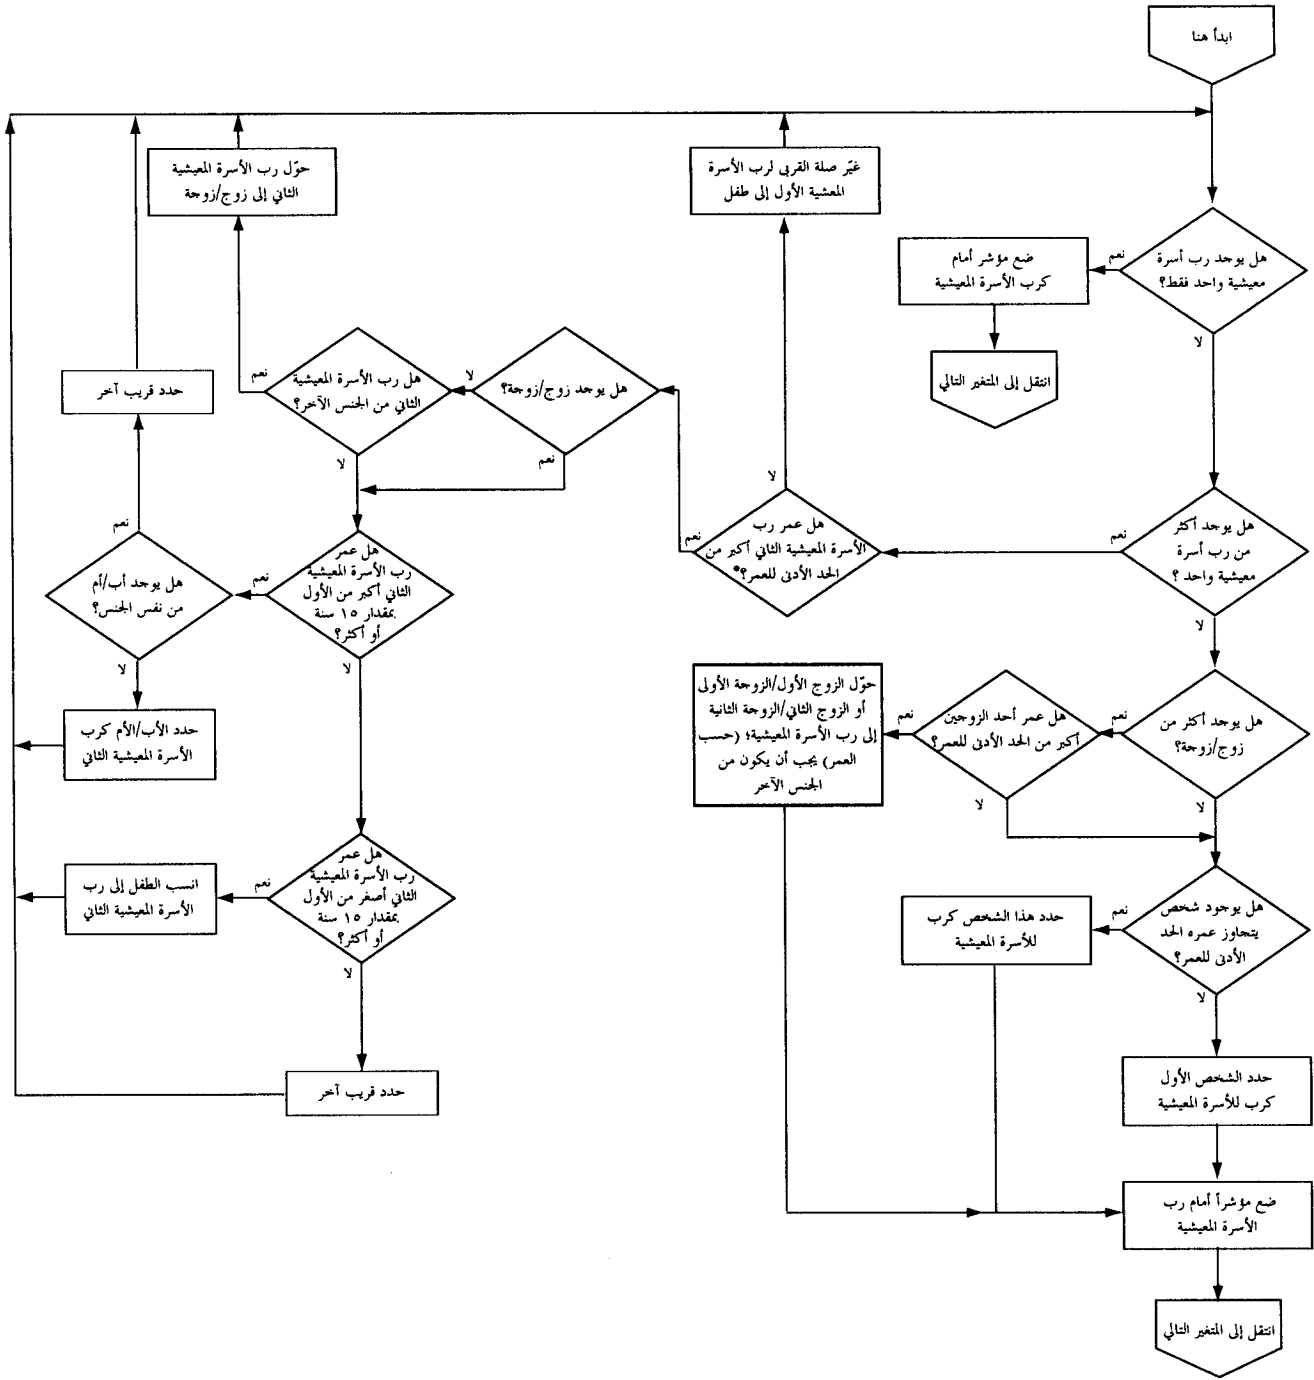 ابدأ هنا
هل يوجد رب أسرة
معيشية واحد فقط؟
نعم
لا
ضع مؤشر أمام
كرب الأسرة المعيشية
انتقل إلى المتغير التالي
هل يوجد أكثر
من رب أسرة
معيشية واحد ؟
نعم
لا
هل عمر رب
الأسرة المعيشية الثاني أكبر من
الحد الأدنى للعمر؟*
نعم
لا
غيّر صلة القربى لرب الأسرة
المعشية الأول إلى طفل
هل يوجد زوج/زوجة؟
لا
نعم
هل رب الأسرة المعيشية
الثاني من الجنس الآخر؟
نعم
لا
حوّل رب الأسرة المعيشية
الثاني إلى زوج/زوجة
هل عمر
رب الأسرة المعيشية
الثاني أكبر من الأول
بمقدار ١٥ سنة
أو أكثر؟
نعم
لا
هل يوجد أب/أم
من نفس الجنس؟
نعم
لا
حدد قريب آخر
حدد الأب/الأم كرب
الأسرة المعيشية الثاني
هل عمر
رب الأسرة المعيشية
الثاني أصغر من الأول
بمقدار ١٥ سنة
أو أكثر؟
نعم
لا
انسب الطفل إلى رب
الأسرة المعيشية الثاني
حدد قريب آخر
هل يوجد أكثر من
زوج/زوجة؟
نعم
لا
هل عمر أحد الزوجين
أكبر من الحد الأدنى للعمر؟
نعم
لا
حوّل الزوج الأول/الزوجة الأولى
أو الزوج الثاني/الزوجة الثانية
إلى رب الأسرة المعيشية؛ (حسب
العمر) يجب أن يكون من
الجنس الآخر
هل يوجود شخص
يتجاوز عمره الحد
الأدنى للعمر؟
نعم
لا
حدد هذا الشخص كرب
للأسرة المعيشية
حدد الشخص الأول
كرب للأسرة المعيشية
ضع مؤشراً أمام رب
الأسرة المعيشية
انتقل إلى المتغير التالي